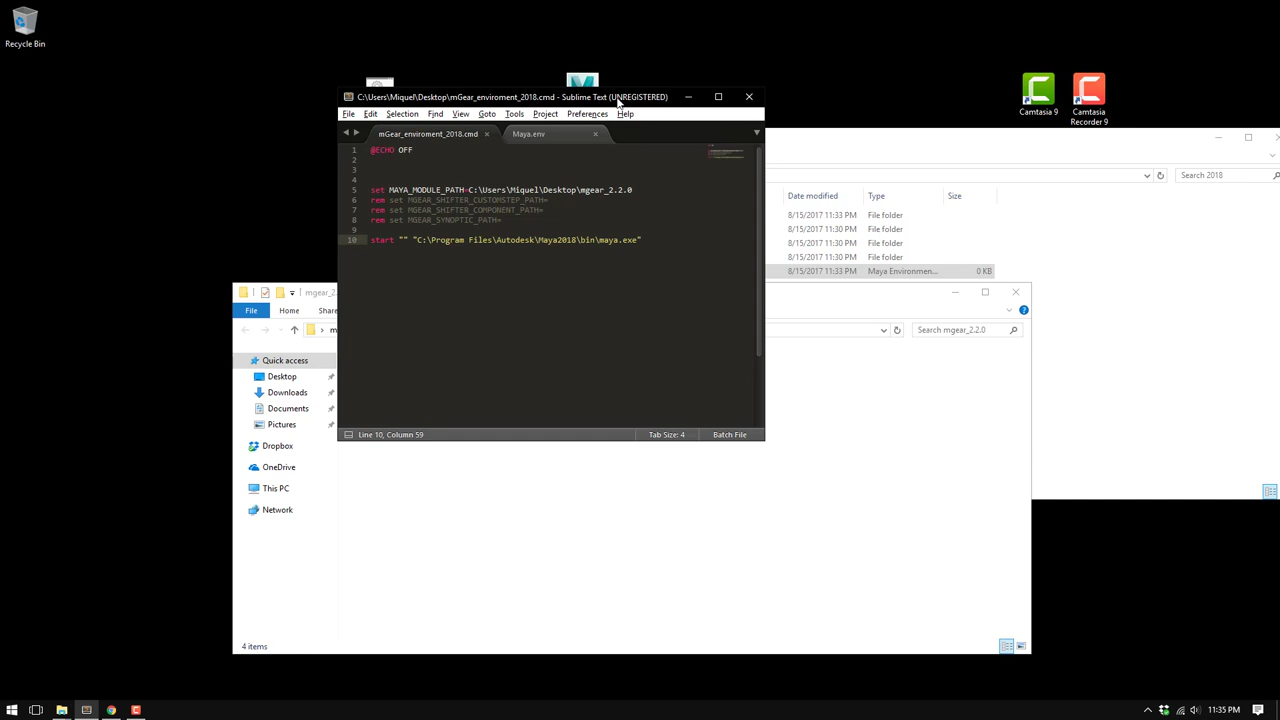 Recycle Bin
Camtasia 9
Camtasia Recorder 9
C:\Users\Miquel\Desktop\mGear_enviroment_2018.cmd - Sublime Text (UNREGISTERED)
File Edit Selection Find View Goto Tools Project Preferences Help
mGear_enviroment_2018.cmd Maya.env
1 @ECHO OFF
2
3
4
5 set MAYA_MODULE_PATH=C:\Users\Miquel\Desktop\mgear_2.2.0
6 rem set MGEAR_SHIFTER_CUSTOMSTEP_PATH=
7 rem set MGEAR_SHIFTER_COMPONENT_PATH=
8 rem set MGEAR_SYNOPTIC_PATH=
9
10 start "" "C:\Program Files\Autodesk\Maya2018\bin\maya.exe"
Line 10, Column 59 Tab Size: 4 Batch File
Search 2018
Date modified Type Size
8/15/2017 11:33 PM File folder
8/15/2017 11:33 PM File folder
8/15/2017 11:30 PM File folder
8/15/2017 11:30 PM File folder
8/15/2017 11:33 PM Maya Environmen... 0 KB
mgear_2.
File Home Share
m
Search mgear_2.2.0
Quick access
Desktop
Downloads
Documents
Pictures
Dropbox
OneDrive
This PC
Network
4 items
11:35 PM